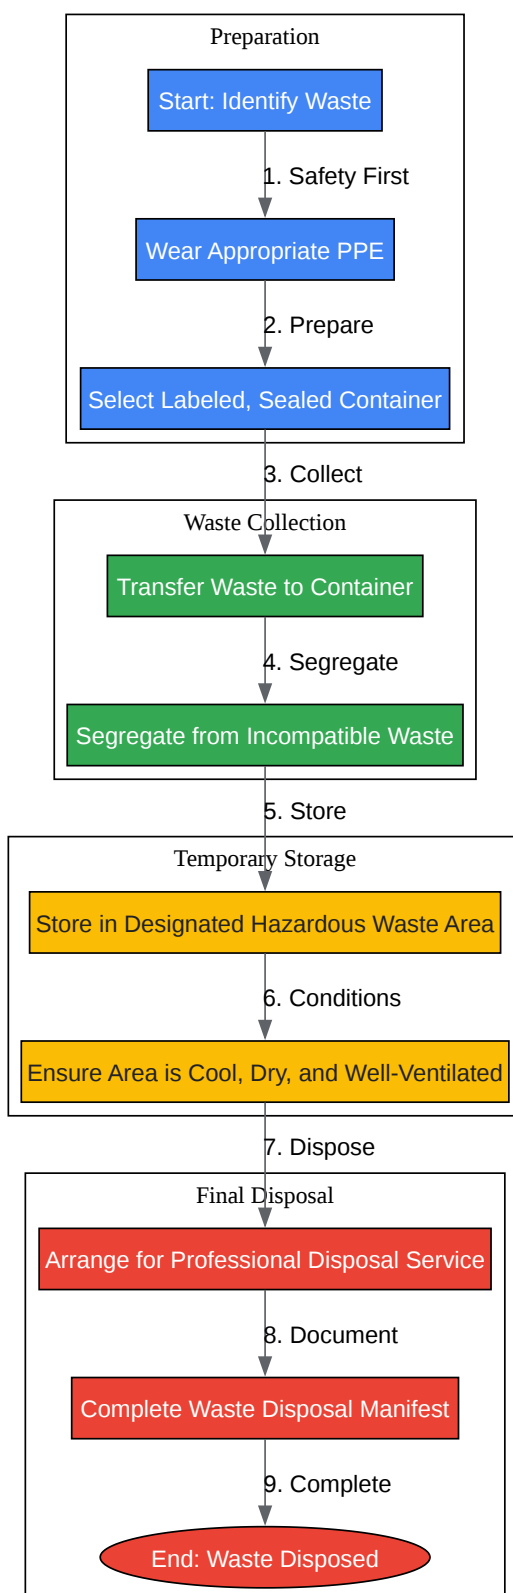 Preparation
Start: Identify Waste
1. Safety First
Wear Appropriate PPE
2. Prepare
Select Labeled, Sealed Container
3. Collect
Waste Collection
Transfer Waste to Container
4. Segregate
Segregate from Incompatible Waste
5. Store
Temporary Storage
Store in Designated Hazardous Waste Area
6. Conditions
Ensure Area is Cool, Dry, and Well-Ventilated
7. Dispose
Final Disposal
Arrange for Professional Disposal Service
8. Document
Complete Waste Disposal Manifest
9. Complete
End: Waste Disposed